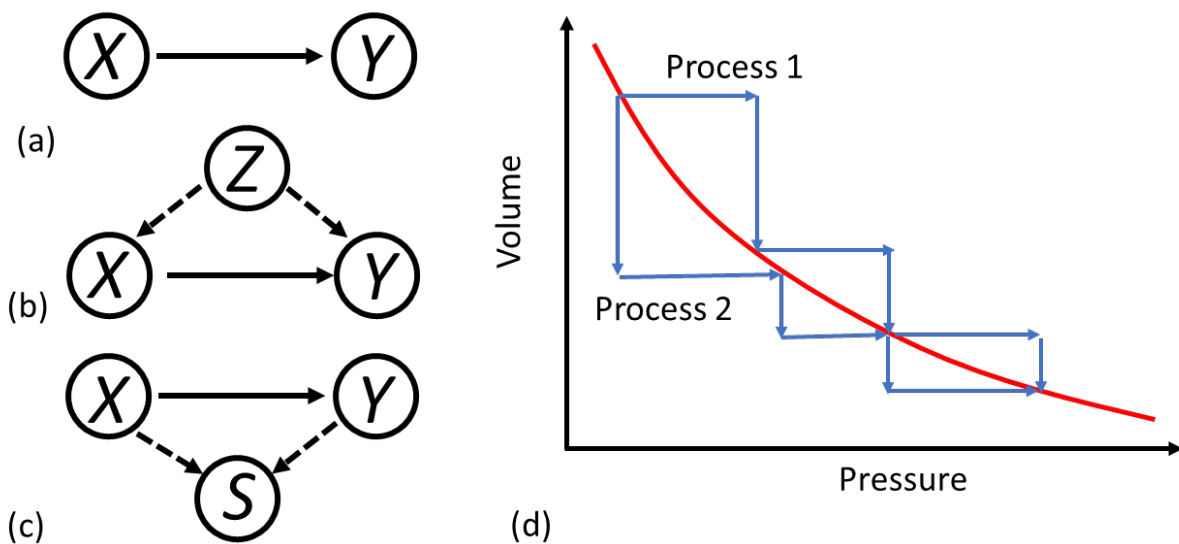 X
Y
(a)
Z
X
Y
(b)
X
Y
S
(c)
Process 1
Volume
Process 2
Pressure
(d)